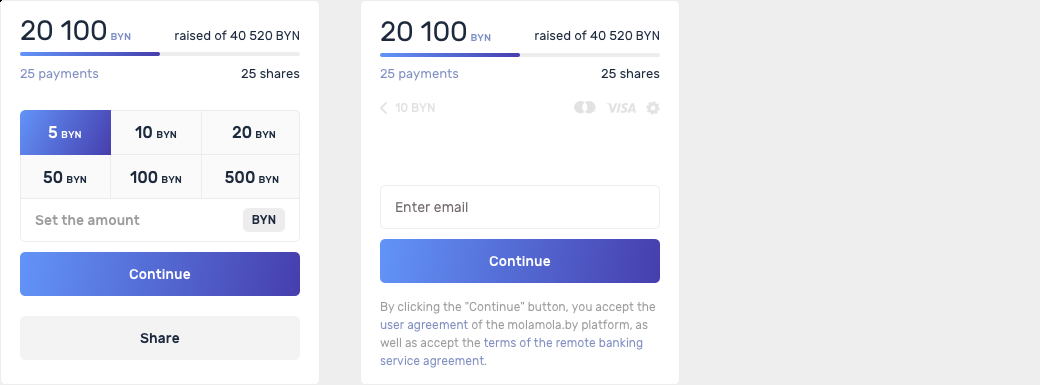 20 100 BYN raised of 40 520 BYN
25 payments 25 shares
5 BYN 10 BYN 20 BYN
50 BYN 100 BYN 500 BYN
Set the amount BYN
Continue
Share
20 100 BYN raised of 40 520 BYN
25 payments 25 shares
10 BYN VISA
Enter email
Continue
By clicking the "Continue" button, you accept the
user agreement of the molamola.by platform, as
well as accept the terms of the remote banking
service agreement.